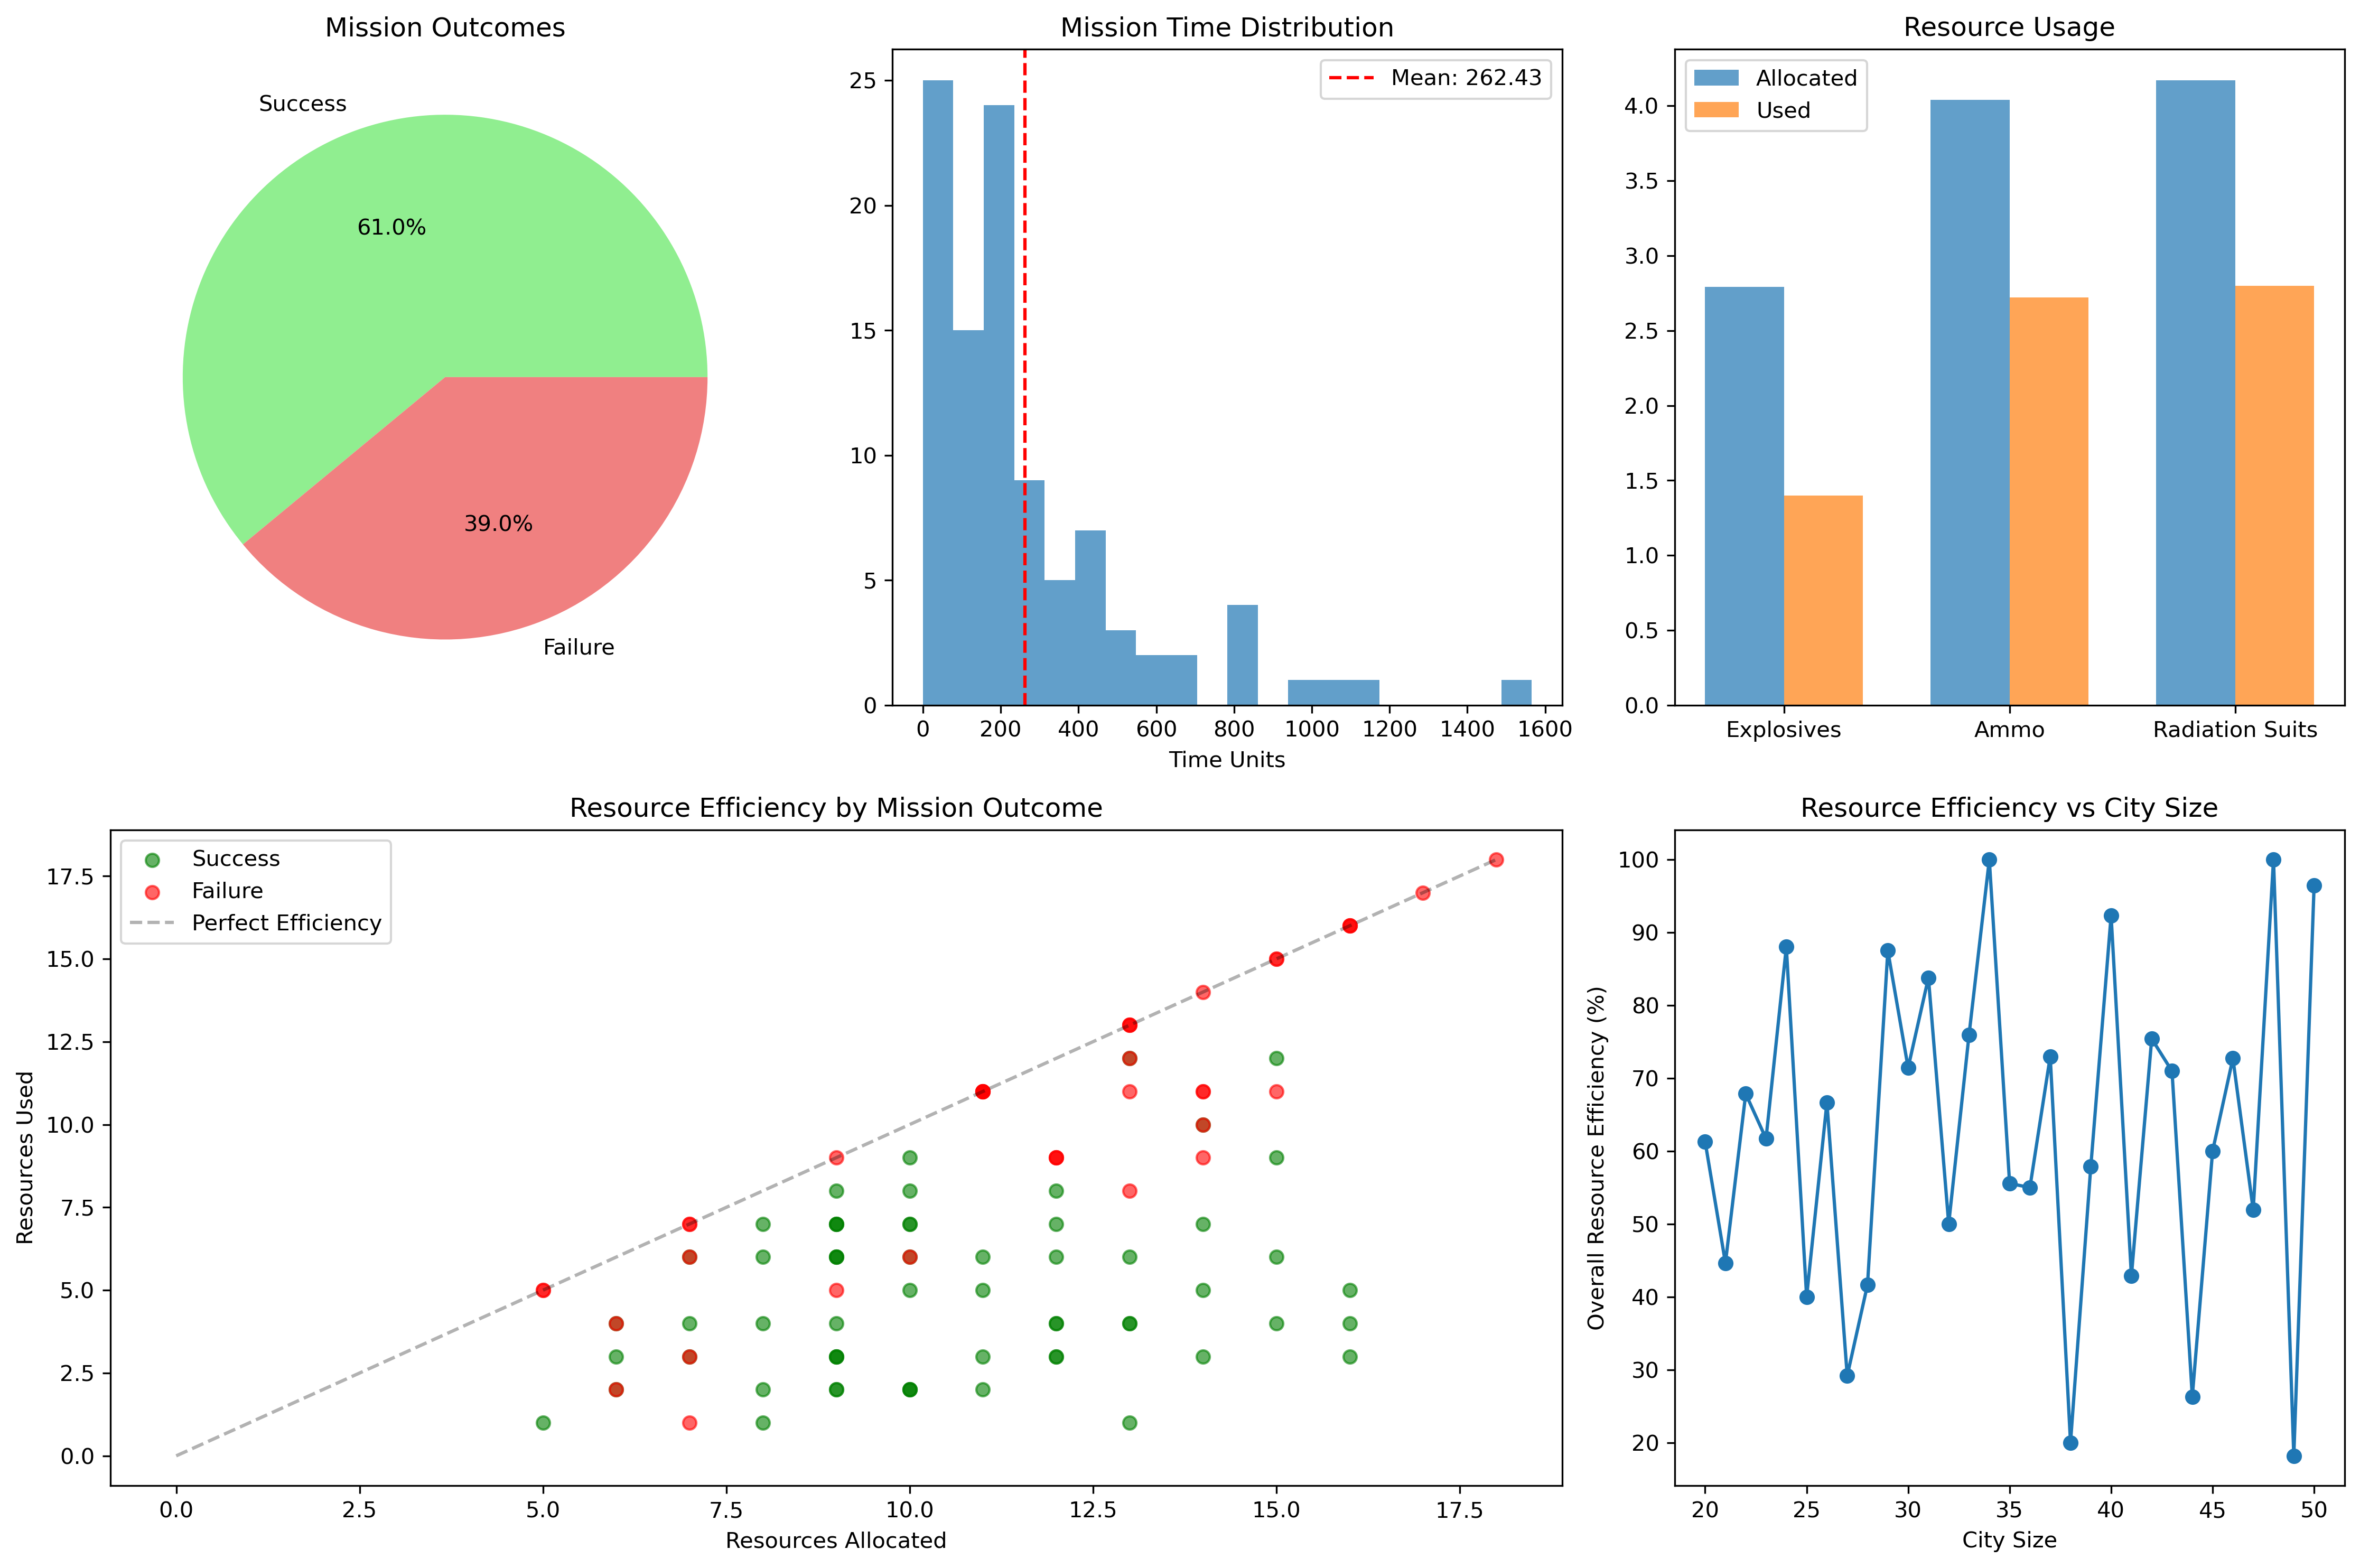 Mission Outcomes
Success
61.0%
39.0%
Failure
Mission Time Distribution
Mean: 262.43
25
20
15
10
5
0
0 200 400 600 800 1000 1200 1400 1600
Time Units
Resource Usage
Allocated
Used
4.0
3.5
3.0
2.5
2.0
1.5
1.0
0.5
0.0
Explosives Ammo Radiation Suits
Resource Efficiency by Mission Outcome
Success
Failure
Perfect Efficiency
Resources Used
17.5
15.0
12.5
10.0
7.5
5.0
2.5
0.0
0.0 2.5 5.0 7.5 10.0 12.5 15.0 17.5
Resources Allocated
Resource Efficiency vs City Size
Overall Resource Efficiency (%)
100
90
80
70
60
50
40
30
20
20 25 30 35 40 45 50
City Size